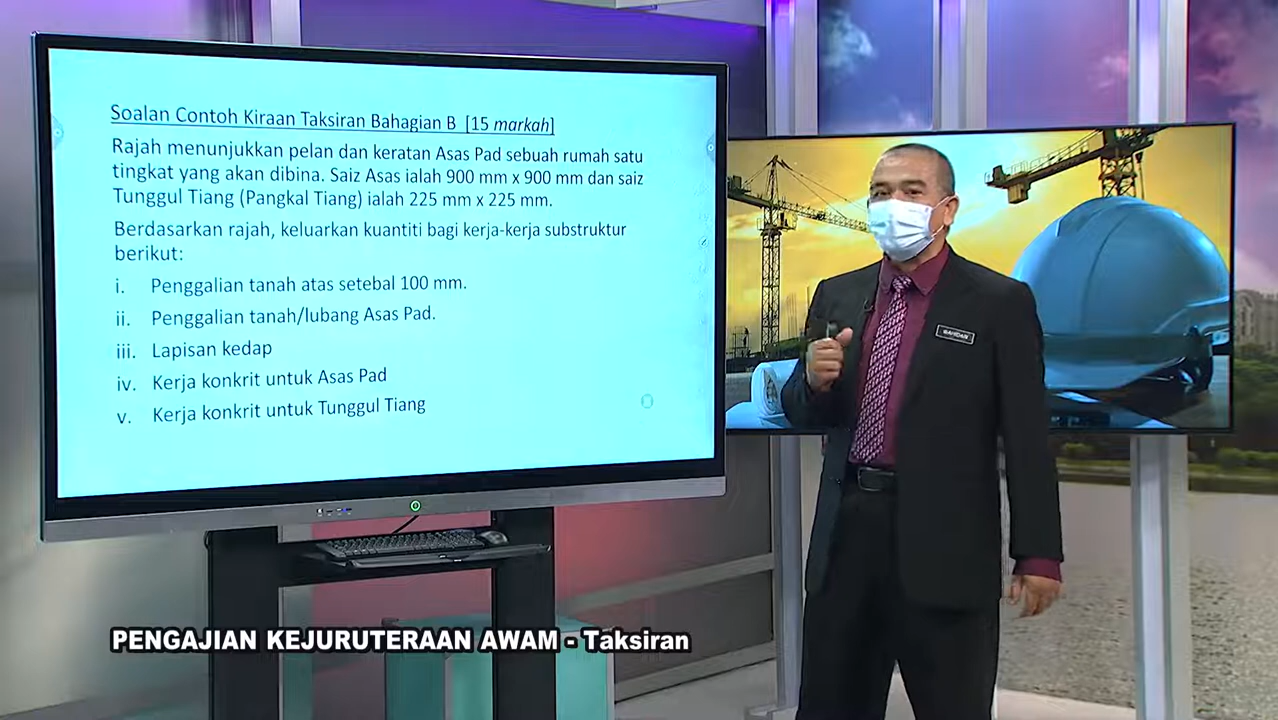 Soalan Contoh Kiraan Taksiran Bahagian B [15 markah]
Rajah menunjukkan pelan dan keratan Asas Pad sebuah rumah satu
tingkat yang akan dibina. Saiz Asas ialah 900 mm x 900 mm dan saiz
Tunggul Tiang (Pangkal Tiang) ialah 225 mm x 225 mm.
Berdasarkan rajah, keluarkan kuantiti bagi kerja-kerja substruktur
berikut:
i. Penggalian tanah atas setebal 100 mm.
ii. Penggalian tanah/lubang Asas Pad.
iii. Lapisan kedap
iv. Kerja konkrit untuk Asas Pad
v. Kerja konkrit untuk Tunggul Tiang
PENGAJIAN KEJURUTERAAN AWAM - Taksiran